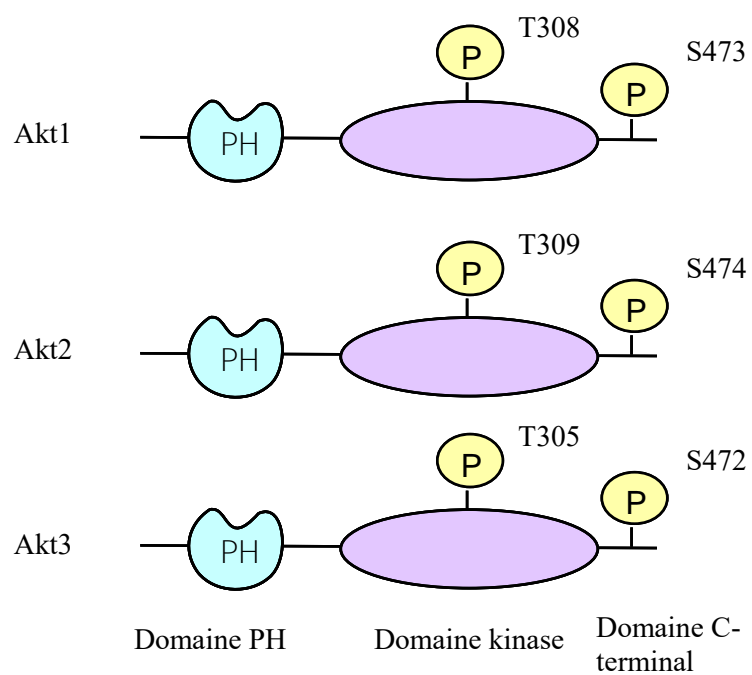 T308
P
S473
P
Akt1
PH
T309
P
S474
P
Akt2
PH
T305
P
S472
P
Akt3
PH
Domaine PH
Domaine kinase
Domaine C-
terminal